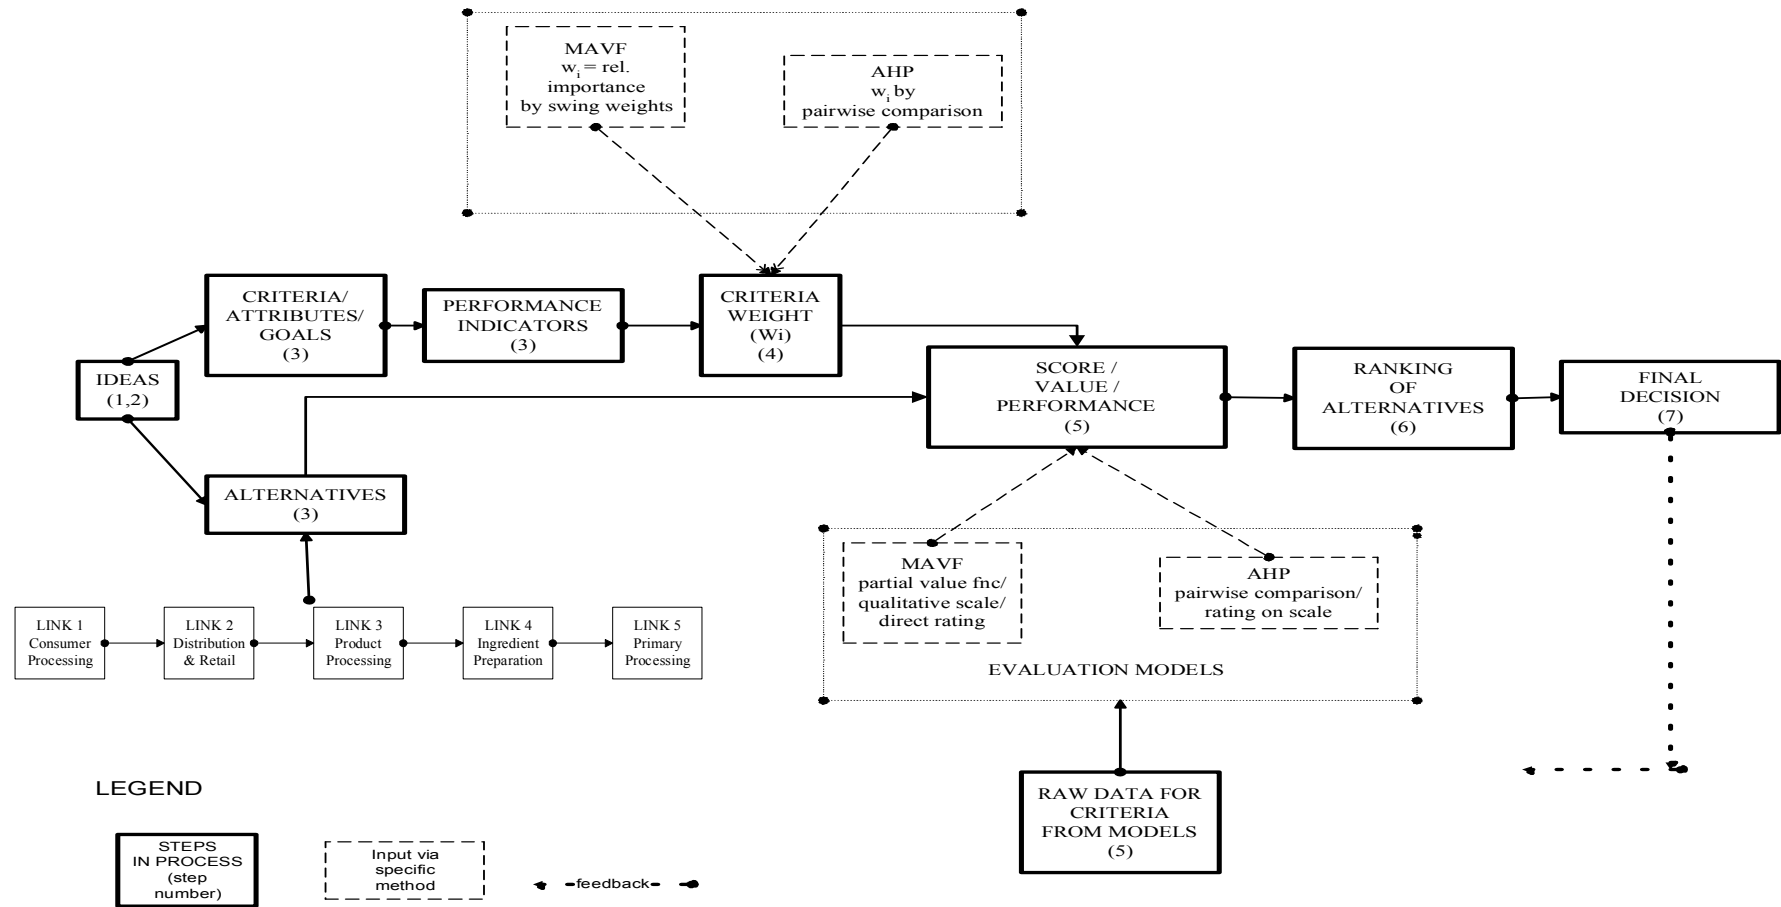 MAVF
wi = rel.
importance
by swing weights
AHP
wi by
pairwise comparison
CRITERIA/
ATTRIBUTES/
GOALS
(3)
PERFORMANCE
INDICATORS
(3)
CRITERIA
WEIGHT
(Wi)
(4)
IDEAS
(1,2)
SCORE /
VALUE /
PERFORMANCE
(5)
RANKING
OF
ALTERNATIVES
(6)
FINAL
DECISION
(7)
ALTERNATIVES
(3)
MAVF
partial value fnc/
qualitative scale/
direct rating
AHP
pairwise comparison/
rating on scale
EVALUATION MODELS
LINK 1
Consumer
Processing
LINK 2
Distribution
& Retail
LINK 3
Product
Processing
LINK 4
Ingredient
Preparation
LINK 5
Primary
Processing
RAW DATA FOR
CRITERIA
FROM MODELS
(5)
LEGEND
STEPS
IN PROCESS
(step
number)
Input via
specific
method
feedback